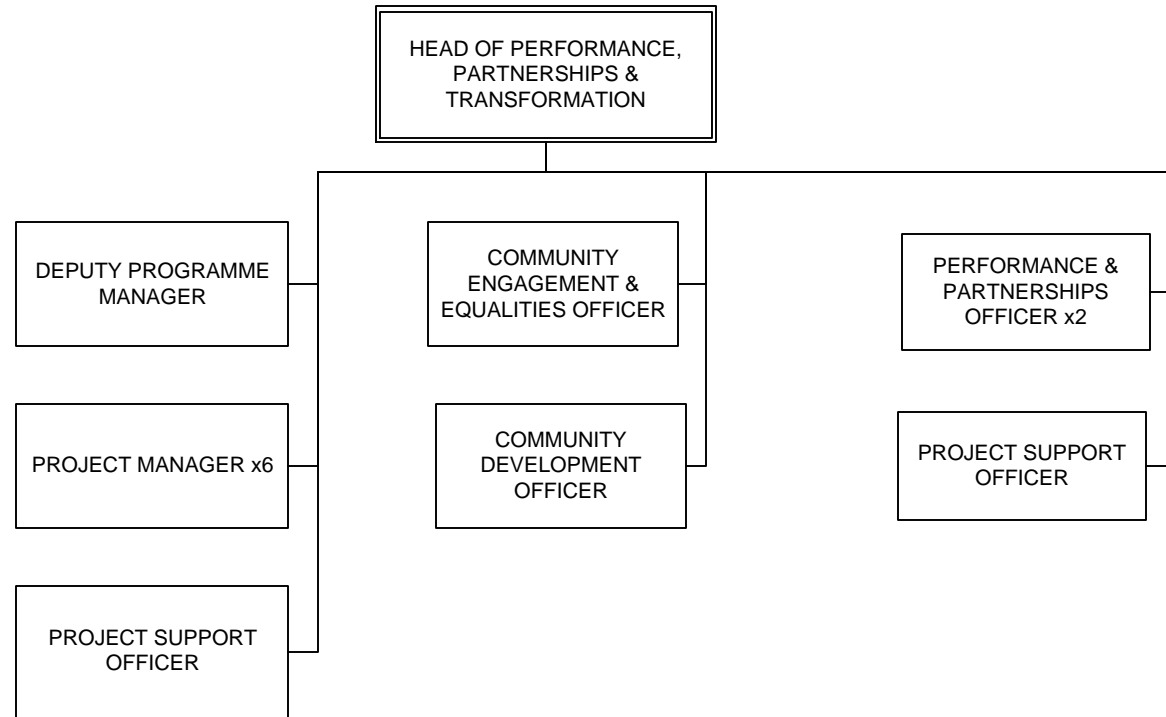 HEAD OF PERFORMANCE,
PARTNERSHIPS &
TRANSFORMATION
DEPUTY PROGRAMME
MANAGER
COMMUNITY
ENGAGEMENT &
EQUALITIES OFFICER
PERFORMANCE &
PARTNERSHIPS
OFFICER x2
PROJECT MANAGER x6
COMMUNITY
DEVELOPMENT
OFFICER
PROJECT SUPPORT
OFFICER
PROJECT SUPPORT
OFFICER